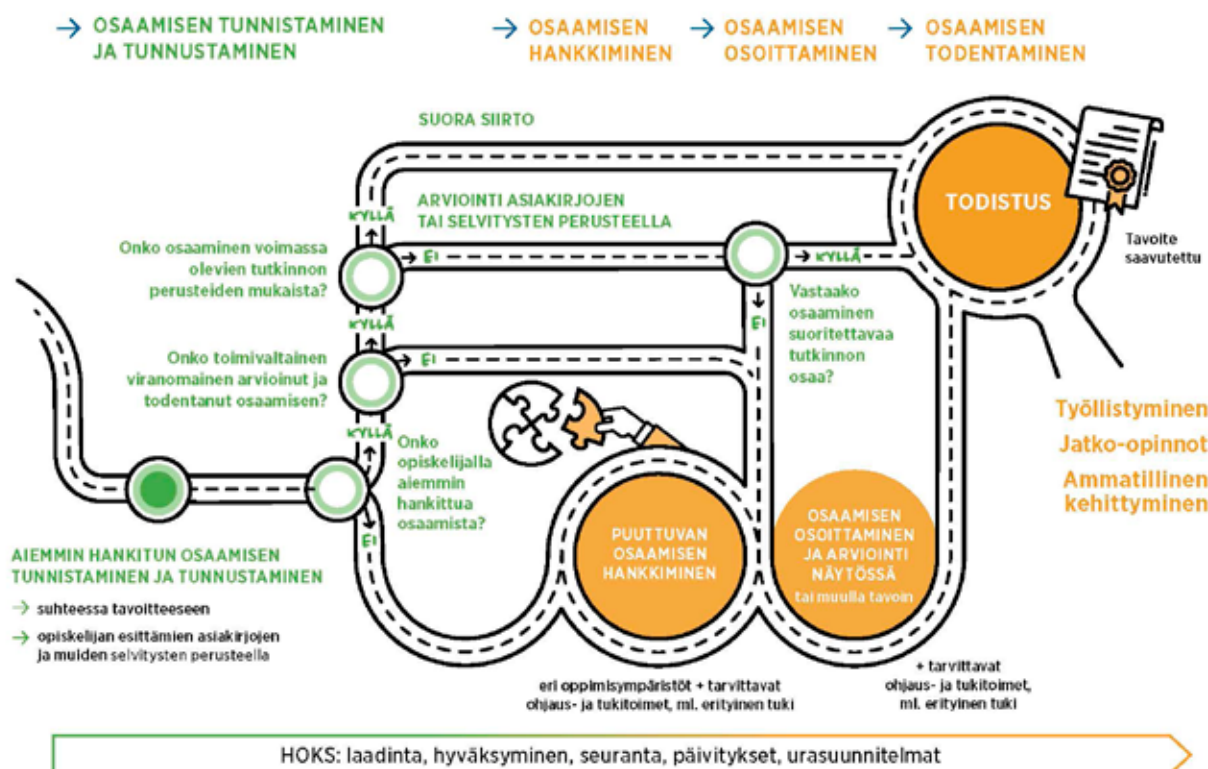 → OSAAMISEN TUNNISTAMINEN
JA TUNNUSTAMINEN
→ OSAAMISEN
HANKKIMINEN
→ OSAAMISEN
OSOITTAMINEN
→ OSAAMISEN
TODENTAMINEN
SUORA SIIRTO
KYLLÄ
ARVIOINTI ASIAKIRJOJEN
TAI SELVITYSTEN PERUSTEELLA
TODISTUS
Tavoite
saavutettu
Onko osaaminen voimassa
olevien tutkinnon
perusteiden mukaista?
→ EI
→ KYLLÄ
KYLLÄ
EI
Vastaako
osaaminen
suoritettavaa
tutkinnon
osaa?
Onko toimivaltainen
viranomainen arvioinut ja
todentanut osaamisen?
→ EI
KYLLÄ
Onko
opiskelijalla
aiemmin
hankittua
osaamista?
EI
Työllistyminen
Jatko-opinnot
Ammatillinen
kehittyminen
PUUTTUVAN
OSAAMISEN
HANKKIMINEN
OSAAMISEN
OSOITTAMINEN
JA ARVIOINTI
NÄYTÖSSÄ
tai muulla tavoin
AIEMMIN HANKITUN OSAAMISEN
TUNNISTAMINEN JA TUNNUSTAMINEN
→ suhteessa tavoitteeseen
→ opiskelijan esittämien asiakirjojen
ja muiden selvitysten perusteella
eri oppimisympäristöt + tarvittavat
ohjaus- ja tukitoimet, ml. erityinen tuki
+ tarvittavat
ohjaus- ja tukitoimet,
ml. erityinen tuki
HOKS: laadinta, hyväksyminen, seuranta, päivitykset, urasuunnitelmat